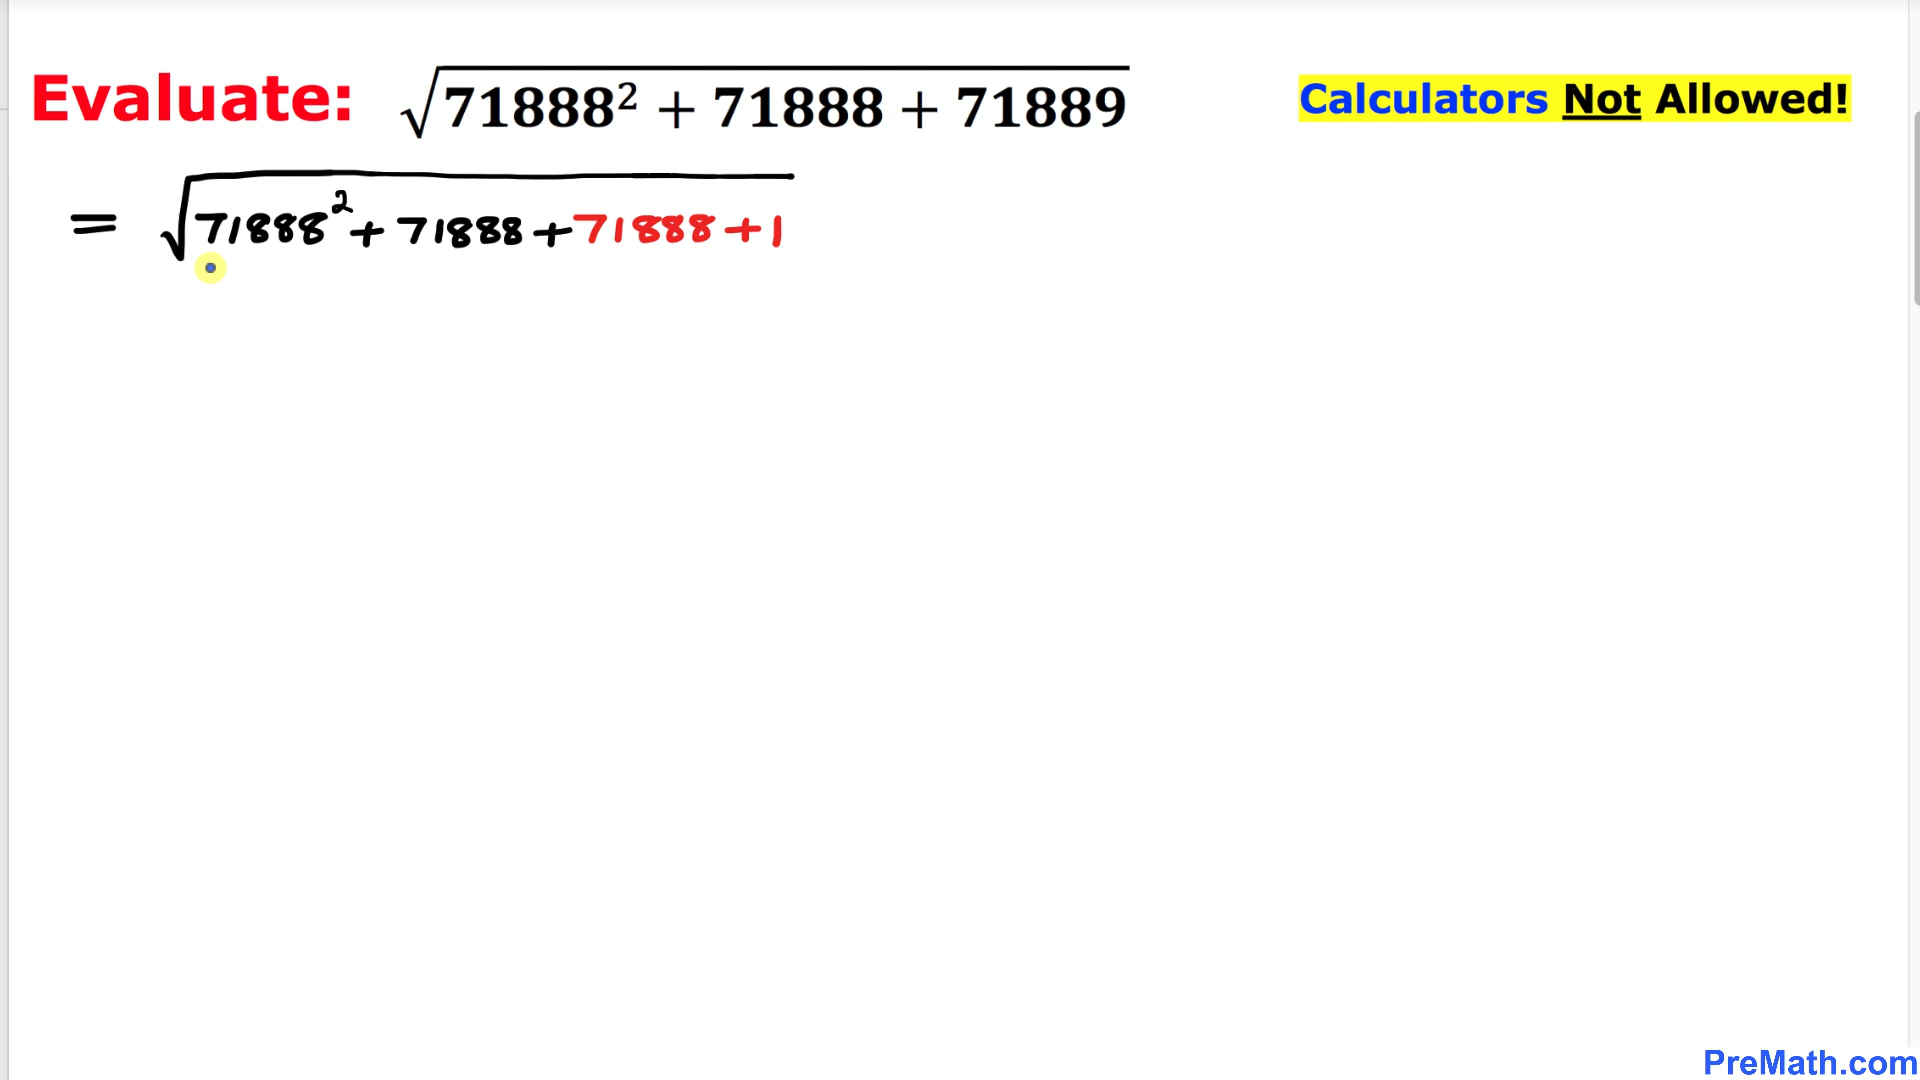 Evaluate: √71888² + 71888 + 71889
Calculators Not Allowed!
= √71888² + 71888 + 71888 + 1
PreMath.com